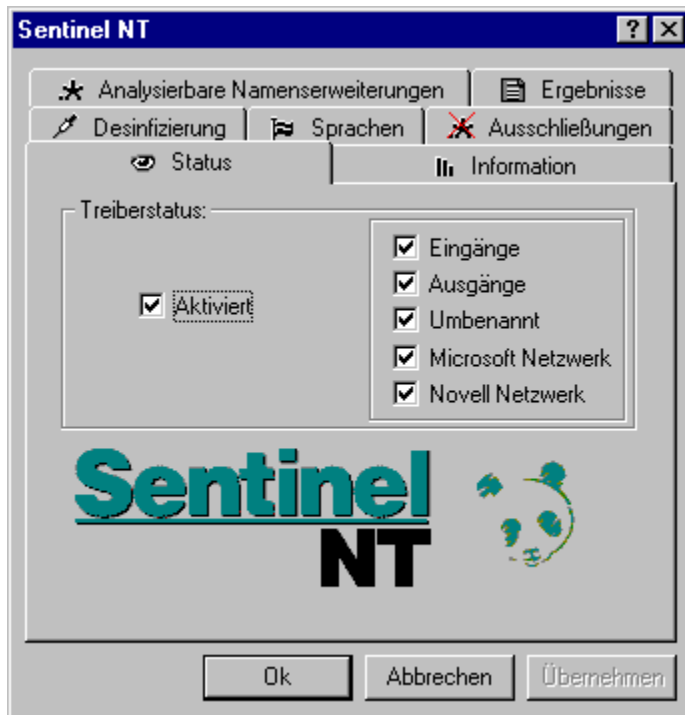 Sentinel NT
Analysierbare Namenserweiterungen
Ergebnisse
Desinfizierung
Sprachen
Ausschließungen
Status
Information
Treiberstatus:
Aktiviert
Eingänge
Ausgänge
Umbenannt
Microsoft Netzwerk
Novell Netzwerk
Sentinel
NT
Ok
Abbrechen
Übernehmen